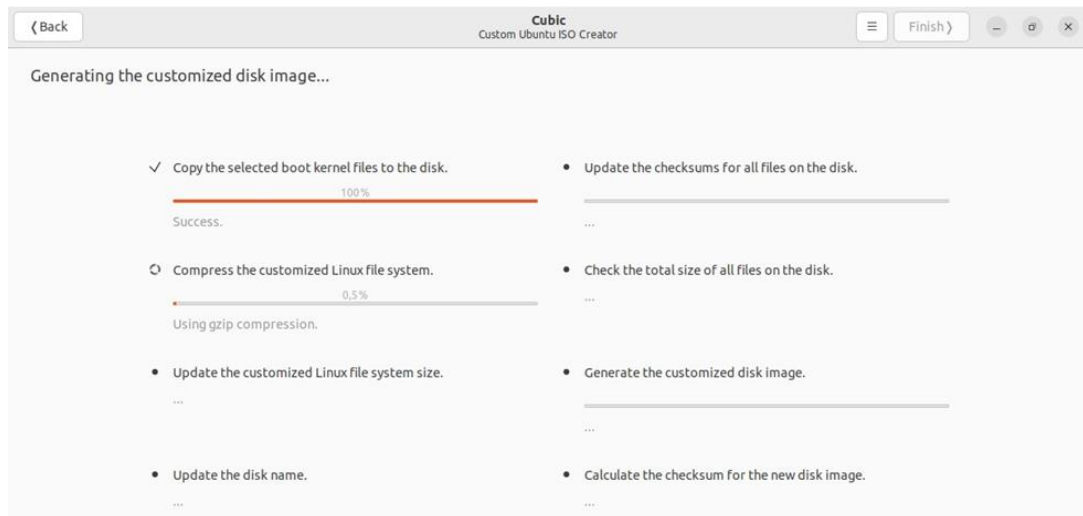 Back
Cubic
Custom Ubuntu ISO Creator
Finish
Generating the customized disk image...
Copy the selected boot kernel files to the disk.
100%
Success.
Compress the customized Linux file system.
0,5%
Using gzip compression.
Update the customized Linux file system size.
...
Update the disk name.
...
Update the checksums for all files on the disk.
...
Check the total size of all files on the disk.
...
Generate the customized disk image.
...
Calculate the checksum for the new disk image.
...